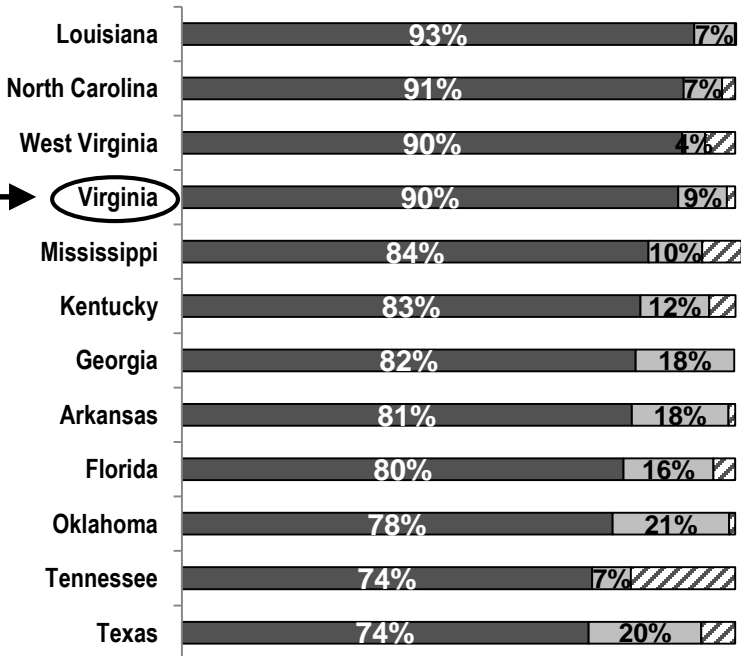 Louisiana 93% 7%
North Carolina 91% 7%
West Virginia 90% 4%
Virginia 90% 9%
Mississippi 84% 10%
Kentucky 83% 12%
Georgia 82% 18%
Arkansas 81% 18%
Florida 80% 16%
Oklahoma 78% 21%
Tennessee 74% 7%
Texas 74% 20%